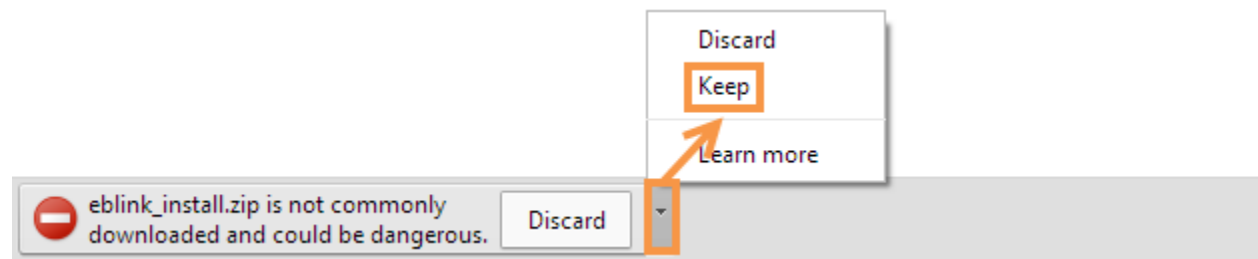 Discard
Keep
Learn more
eblink_install.zip is not commonly
downloaded and could be dangerous.
Discard